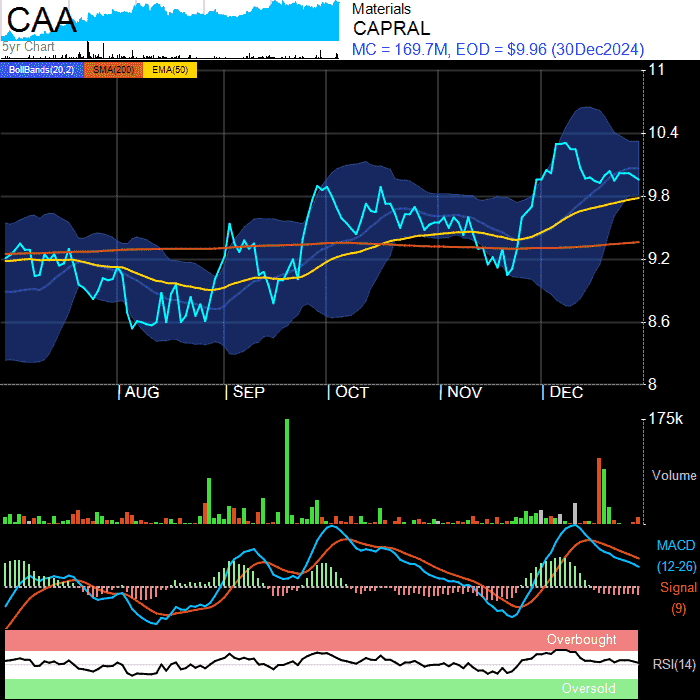 CAA
5yr Chart
Materials
CAPRAL
MC = 169.7M, EOD = $9.96 (30Dec2024)
BollBands(20,2) SMA(200) EMA(50)
11
10.4
9.8
9.2
8.6
8
AUG SEP OCT NOV DEC
175k
Volume
MACD
(12-26)
Signal
(9)
Overbought
RSI(14)
Oversold